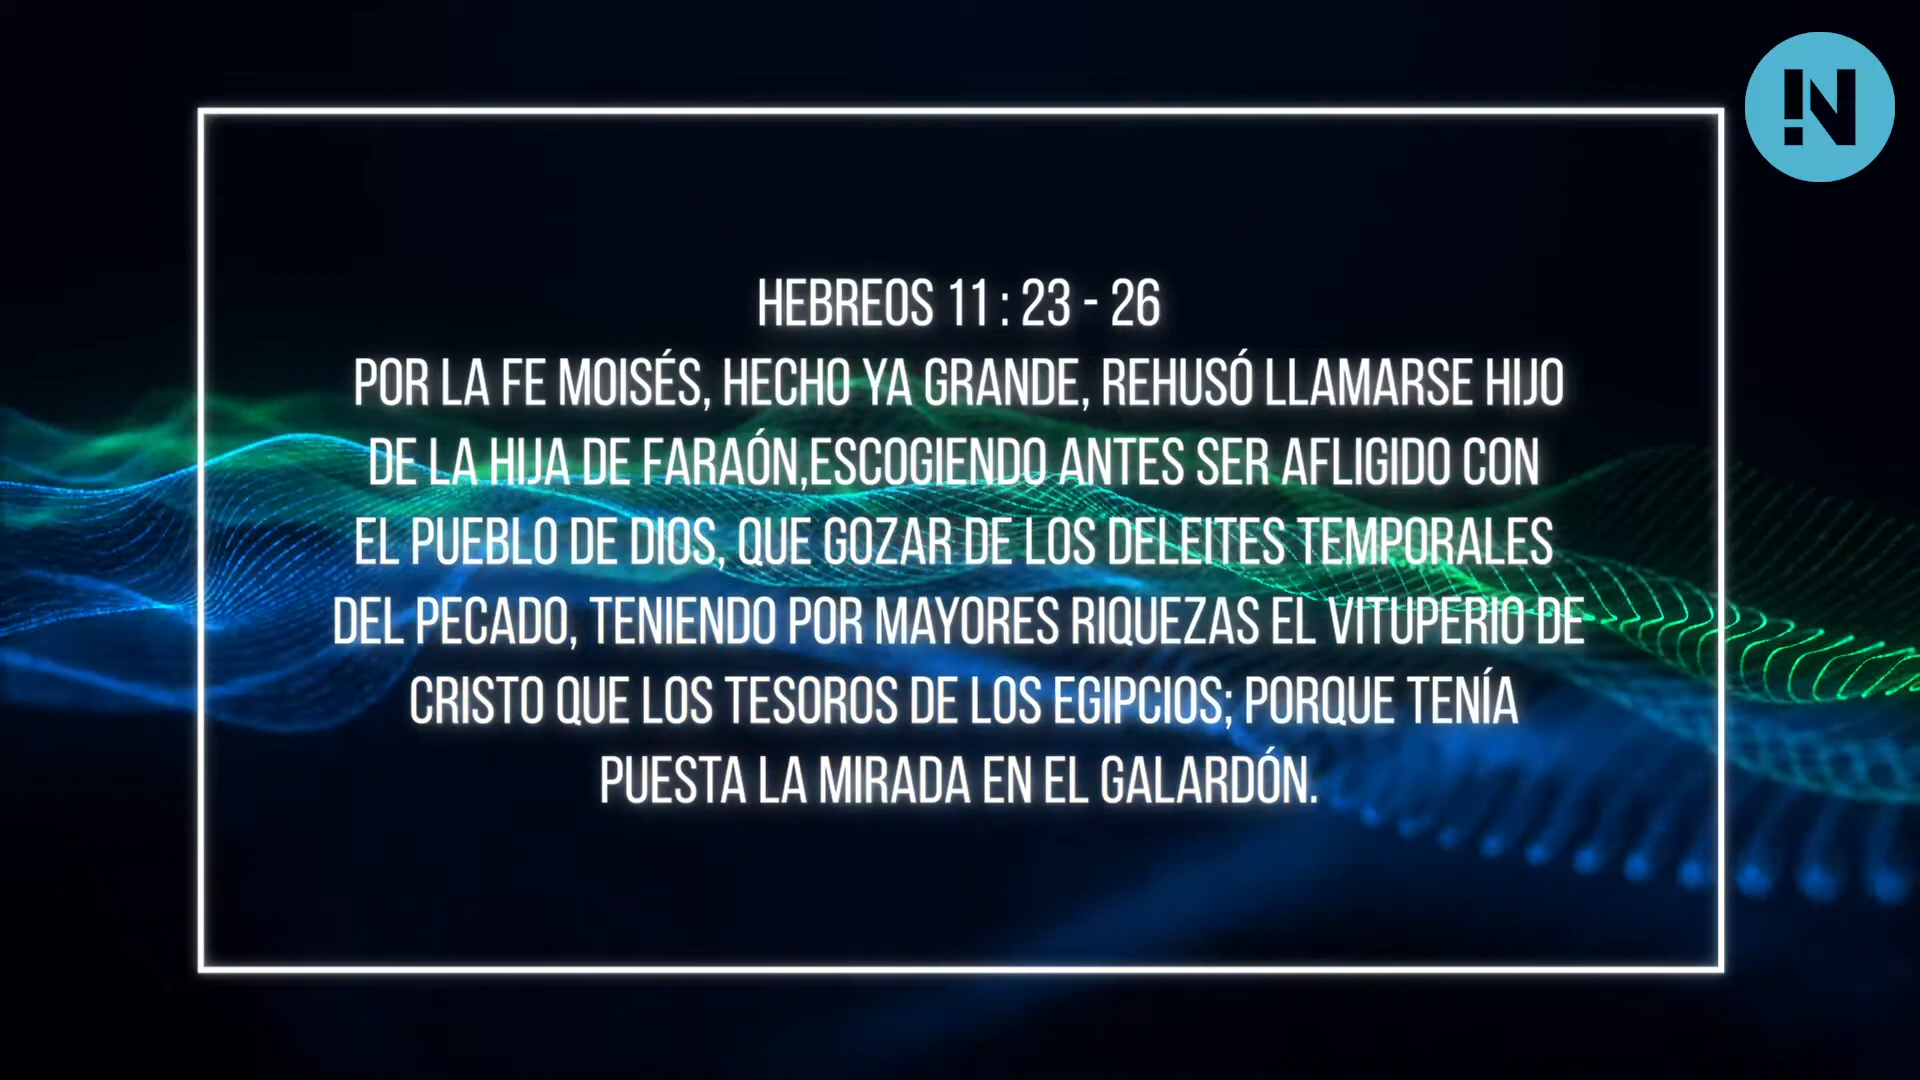 N
HEBREOS 11 : 23 - 26
POR LA FE MOISÉS, HECHO YA GRANDE, REHUSÓ LLAMARSE HIJO
DE LA HIJA DE FARAÓN,ESCOGIENDO ANTES SER AFLIGIDO CON
EL PUEBLO DE DIOS, QUE GOZAR DE LOS DELEITES TEMPORALES
DEL PECADO, TENIENDO POR MAYORES RIQUEZAS EL VITUPERIO DE
CRISTO QUE LOS TESOROS DE LOS EGIPCIOS; PORQUE TENÍA
PUESTA LA MIRADA EN EL GALARDÓN.